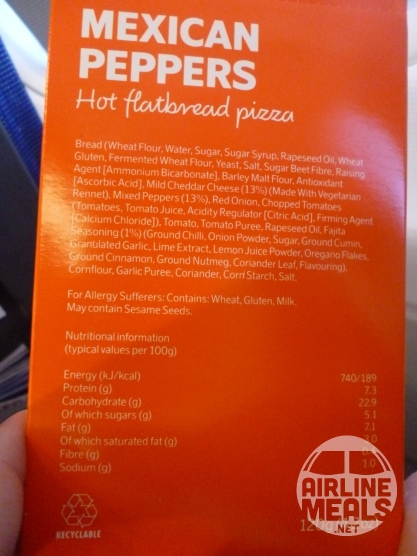 MEXICAN
PEPPERS
Hot flatbread pizza
Bread (Wheat Flour, Water, Sugar, Sugar Syrup, Rapeseed Oil, Wheat
Gluten, Fermented Wheat Flour, Yeast, Salt, Sugar Beet Fibre, Raising
Agent [Ammonium Bicarbonate], Barley Malt Flour, Antioxidant
[Ascorbic Acid], Mild Cheddar Cheese (13%) (Made With Vegetarian
Rennet), Mixed Peppers (13%), Red Onion, Chopped Tomatoes
(Tomatoes, Tomato Juice, Acidity Regulator [Citric Acid], Firming Agent
[Calcium Chloride]), Tomato, Tomato Puree, Rapeseed Oil, Fajita
Seasoning (1%) (Ground Chilli, Onion Powder, Sugar, Ground Cumin,
Granulated Garlic, Lime Extract, Lemon Juice Powder, Oregano Flakes,
Ground Cinnamon, Ground Nutmeg, Coriander Leaf, Flavouring),
Cornflour, Garlic Puree, Coriander, Corn Starch, Salt.
For Allergy Sufferers: Contains: Wheat, Gluten, Milk.
May contain Sesame Seeds.
Nutritional information
(typical values per 100g)
Energy (kJ/kcal) 740/189
Protein (g) 7.3
Carbohydrate (g) 22.9
Of which sugars (g) 5.1
Fat (g) 7.1
Of which saturated fat (g) 3.0
Fibre (g)
Sodium (g) 1.0
RECYCLABLE
AIRLINE
MEALS
.NET